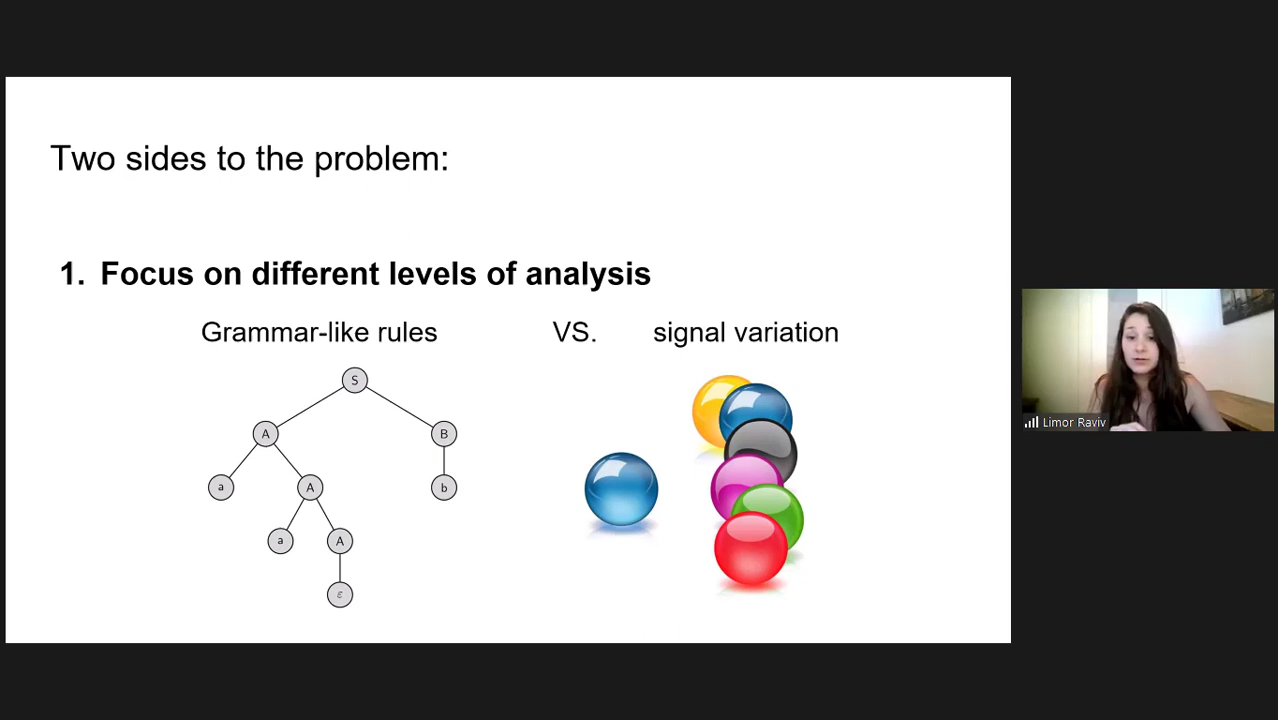 Two sides to the problem:
1. Focus on different levels of analysis
Grammar-like rules VS. signal variation
S
A B
a A b
a A
ε
Limor Raviv